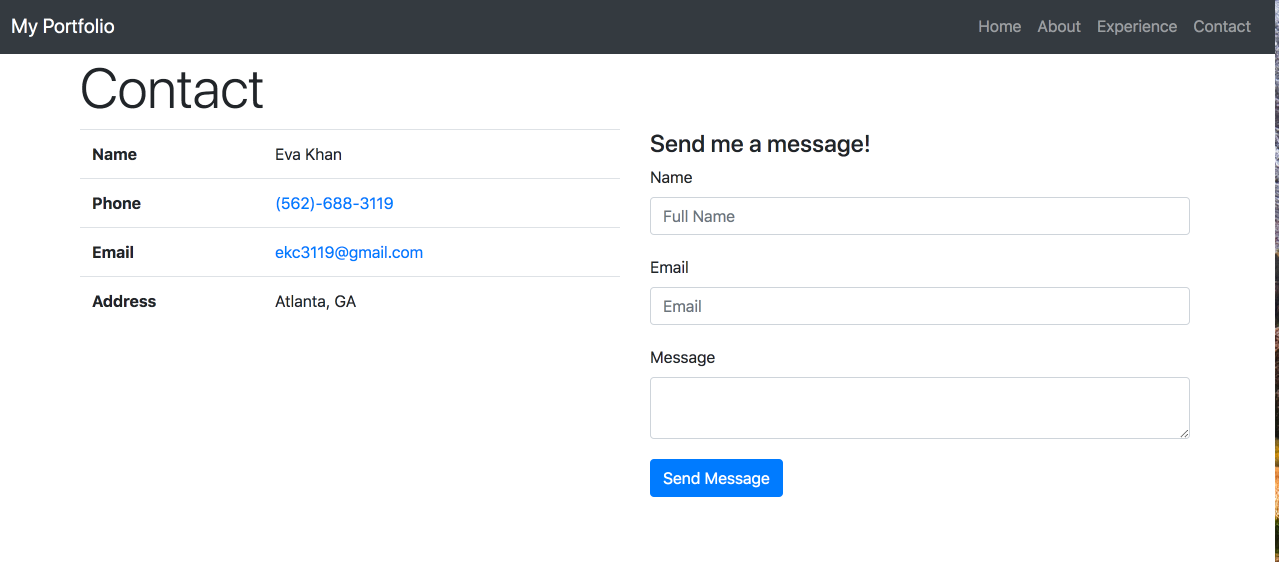 My Portfolio Home About Experience Contact
Contact
Name Eva Khan
Phone (562)-688-3119
Email ekc3119@gmail.com
Address Atlanta, GA
Send me a message!
Name
Full Name
Email
Email
Message
Send Message